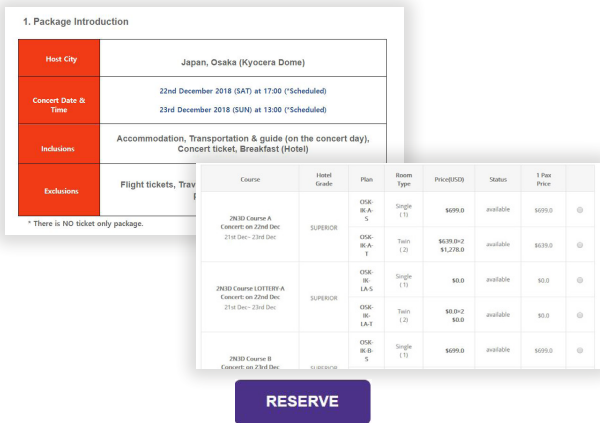 1. Package Introduction
Host City
Japan, Osaka (Kyocera Dome)
Concert Date &
Time
22nd December 2018 (SAT) at 17:00 (*Scheduled)
23rd December 2018 (SUN) at 13:00 (*Scheduled)
Inclusions
Accommodation, Transportation & guide (on the concert day),
Concert ticket, Breakfast (Hotel)
Exclusions
Flight tickets,
* There is NO ticket only package.
Course
Hotel
Grade
Plan
Room
Type
Price(USD)
Status
1 Pax
Price
2N3D Course A
Concert: on 22nd Dec
21st Dec~ 23rd Dec
SUPERIOR
OSK-
IK-A-
S
Single
( 1)
$699.0
available
$699.0
OSK-
IK-A-
T
Twin
( 2)
$639.0×2
$1,278.0
available
$639.0
2N3D Course LOTTERY-A
Concert: on 22nd Dec
21st Dec~ 23rd Dec
SUPERIOR
OSK-
IK-
LA-S
Single
( 1)
$0.0
available
$0.0
OSK-
IK-
LA-T
Twin
( 2)
$0.0×2
$0.0
available
$0.0
2N3D Course B
Concert: on 23rd Dec
SUPERIOR
OSK-
IK-B-
S
Single
( 1)
$699.0
available
$699.0
RESERVE